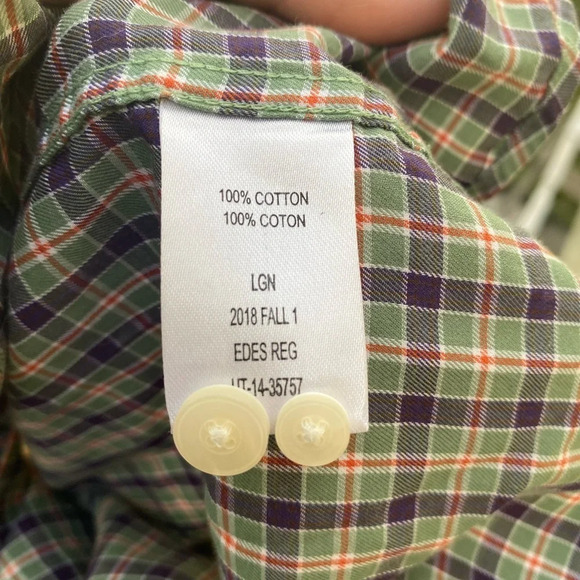 100% COTTON
100% COTON
LGN
2018 FALL 1
EDES REG
UT-14-35757